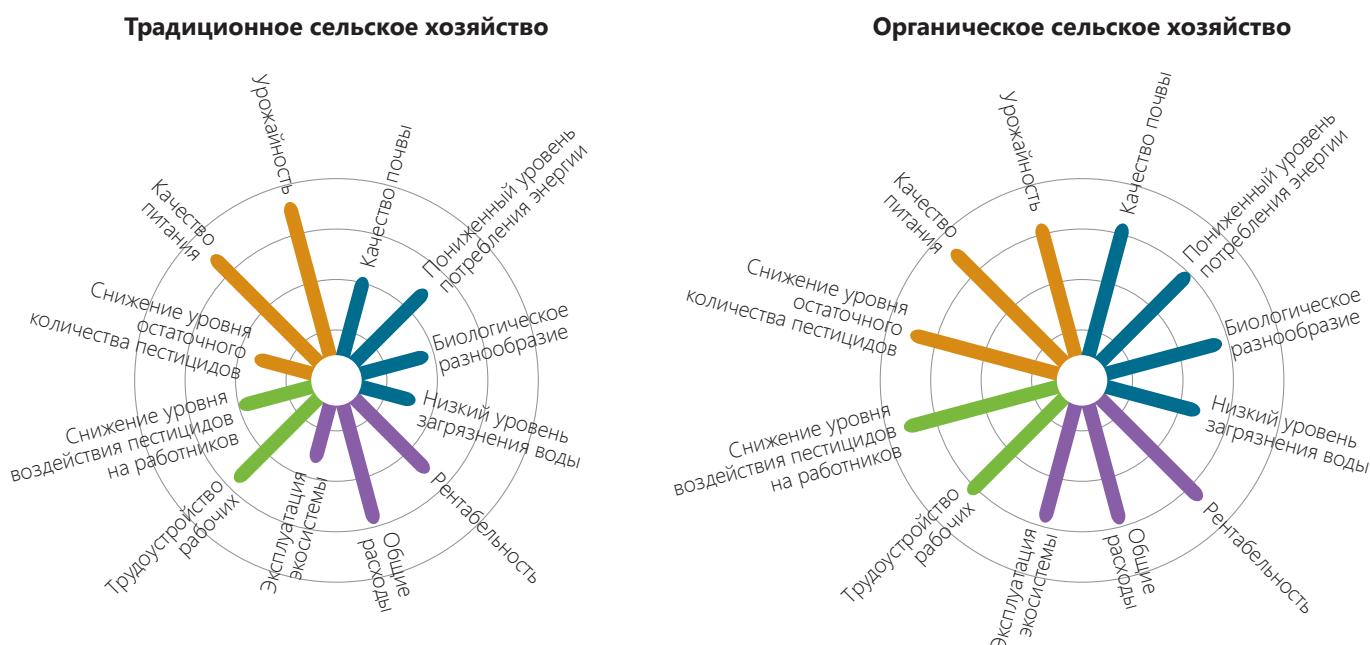 Традиционное сельское хозяйство
Урожайность
Качество почвы
Пониженный уровень
потребления энергии
Биологическое
разнообразие
Низкий уровень
загрязнения воды
Рентабельность
Общие
расходы
Эксплуатация
экосистемы
Трудоустройство
рабочих
Снижение уровня
воздействия пестицидов
на работников
Снижение уровня
остаточного
количества пестицидов
Качество
питания
Органическое сельское хозяйство
Урожайность
Качество почвы
Пониженный уровень
потребления энергии
Биологическое
разнообразие
Низкий уровень
загрязнения воды
Рентабельность
Общие
расходы
Эксплуатация
экосистемы
Трудоустройство
рабочих
Снижение уровня
воздействия пестицидов
на работников
Снижение уровня
остаточного
количества пестицидов
Качество
питания